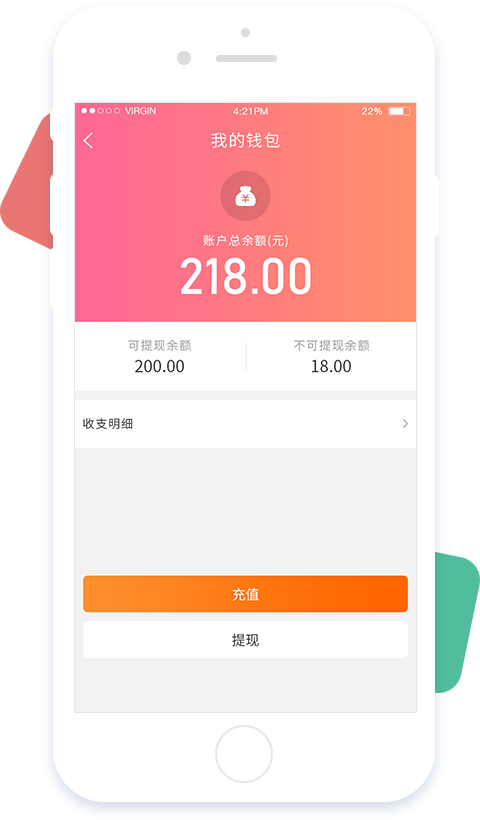 VIRGIN 4:21PM 22%
我的钱包
¥
账户总余额(元)
218.00
可提现余额 不可提现余额
200.00 18.00
收支明细
充值
提现